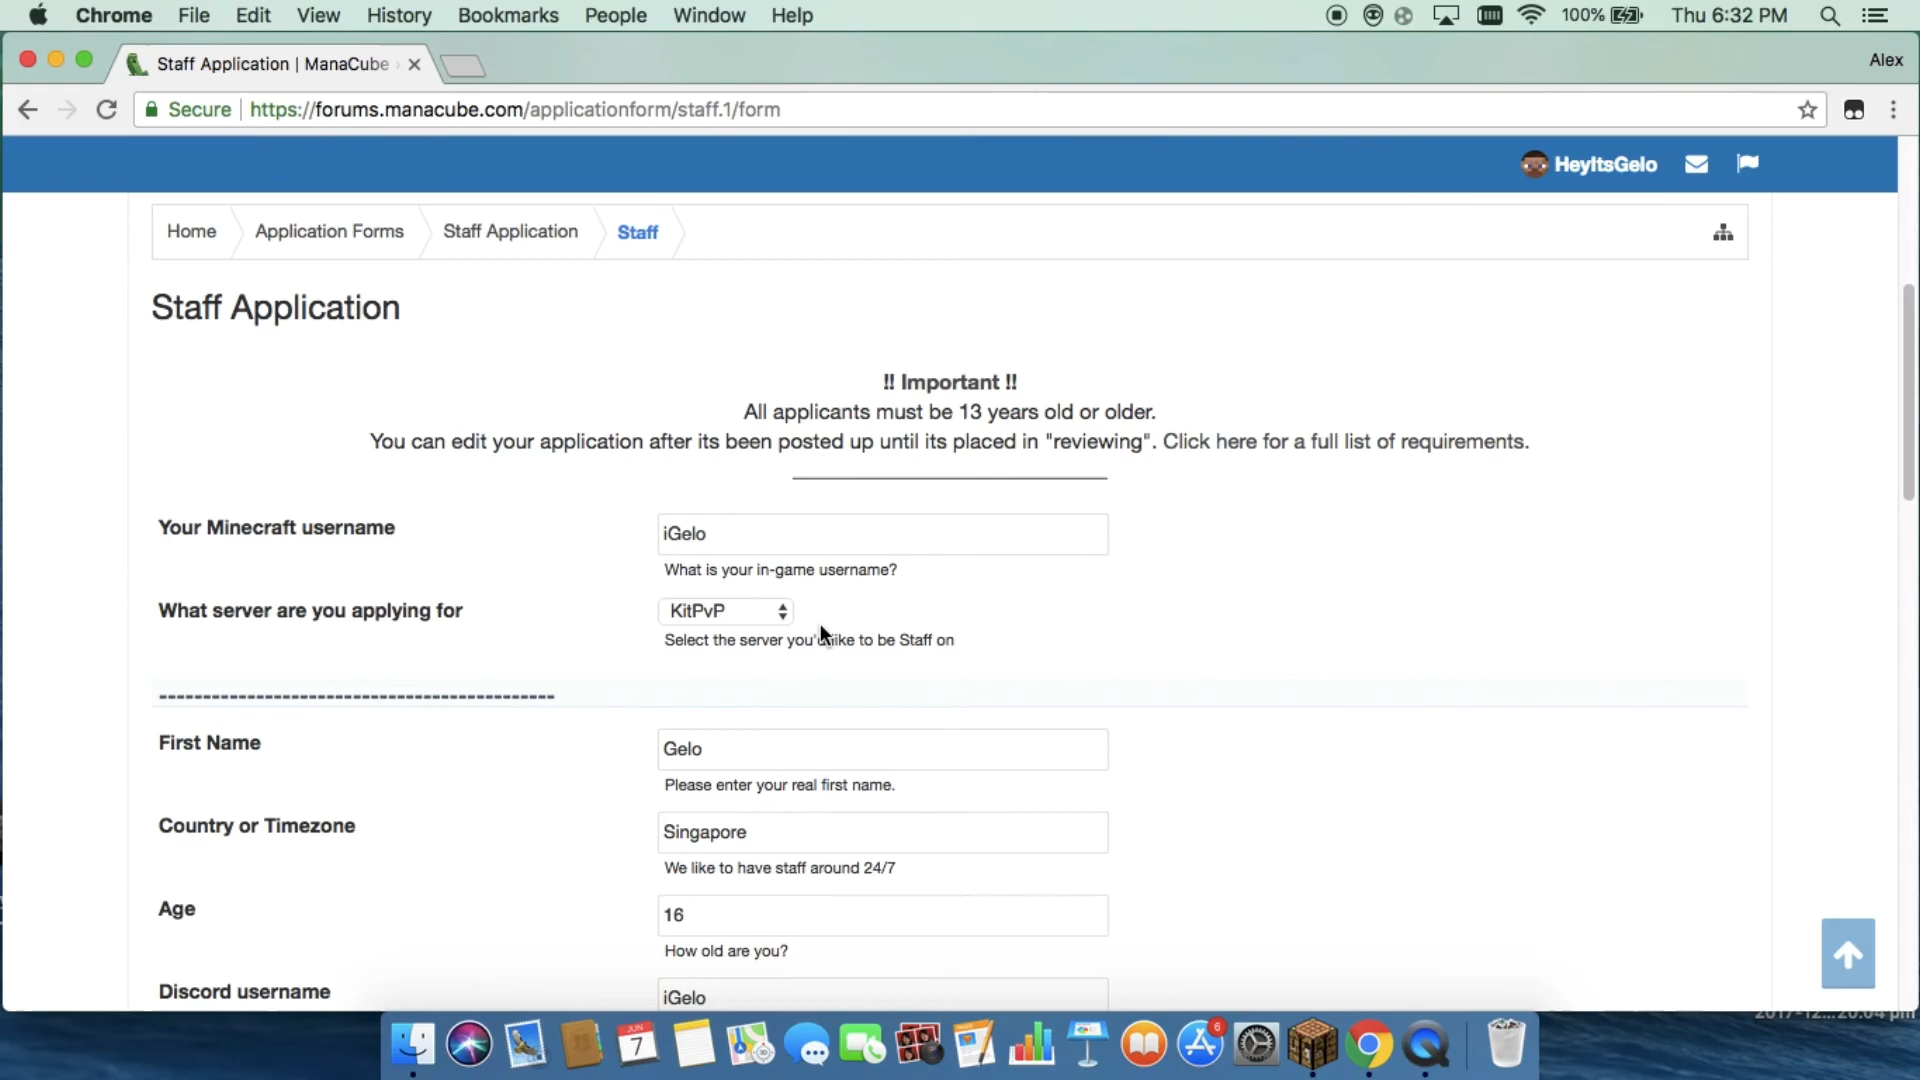 Chrome File Edit View History Bookmarks People Window Help 100% Thu 6:32 PM
Staff Application | ManaCube Alex
Secure https://forums.manacube.com/applicationform/staff.1/form
HeyItsGelo
Home Application Forms Staff Application Staff
Staff Application
!! Important !!
All applicants must be 13 years old or older.
You can edit your application after its been posted up until its placed in "reviewing". Click here for a full list of requirements.
Your Minecraft username iGelo
What is your in-game username?
What server are you applying for KitPvP
Select the server you'd like to be Staff on
---------------------------------------------
First Name Gelo
Please enter your real first name.
Country or Timezone Singapore
We like to have staff around 24/7
Age 16
How old are you?
Discord username iGelo
JUN
7
6